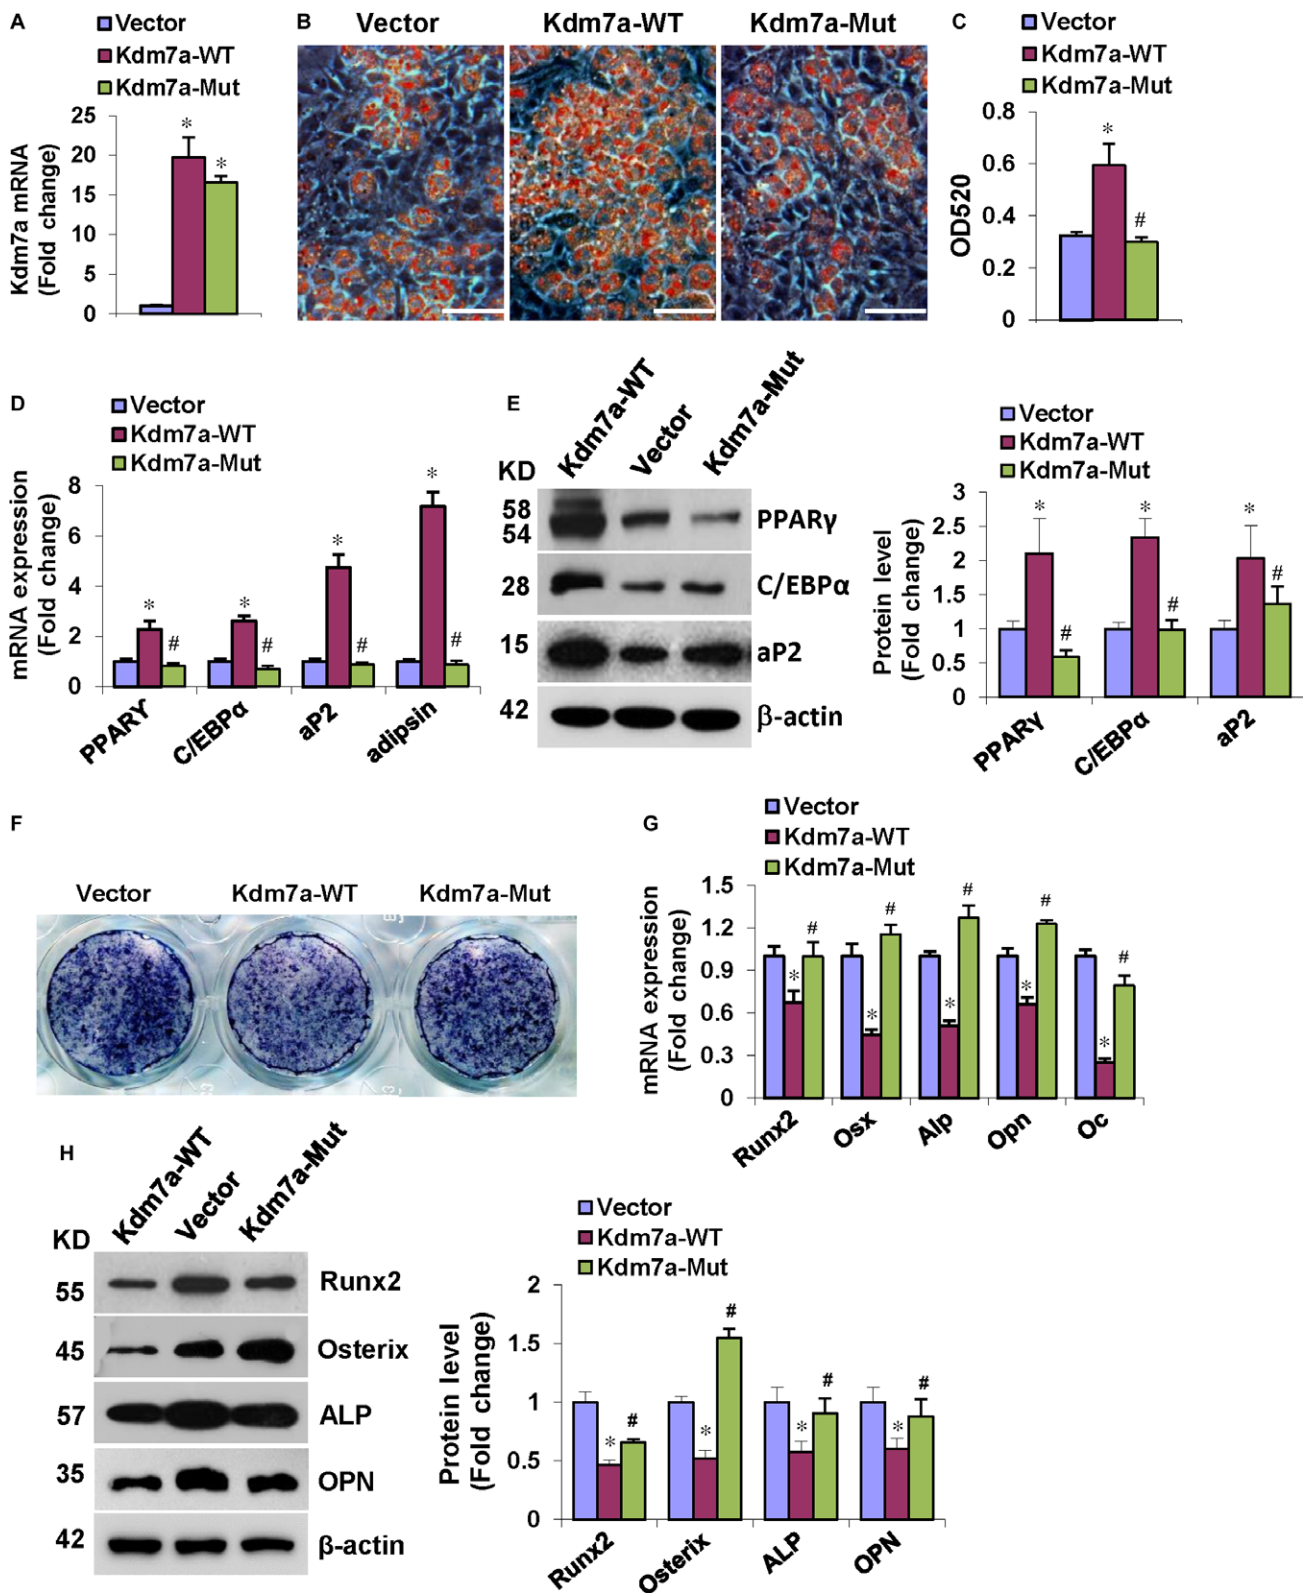 A
Vector
Kdm7a-WT
Kdm7a-Mut
Kdm7a mRNA
(Fold change)
25
20
15
10
5
0
*
*
B
Vector
Kdm7a-WT
Kdm7a-Mut
C
Vector
Kdm7a-WT
Kdm7a-Mut
OD520
0.8
0.6
0.4
0.2
0
*
#
D
Vector
Kdm7a-WT
Kdm7a-Mut
mRNA expression
(Fold change)
8
6
4
2
0
*
#
*
#
*
#
*
#
PPARγ
C/EBPα
aP2
adipsin
E
Kdm7a-WT
Vector
Kdm7a-Mut
KD
58
54
PPARγ
28
C/EBPα
15
aP2
42
β-actin
Vector
Kdm7a-WT
Kdm7a-Mut
Protein level
(Fold change)
3
2.5
2
1.5
1
0.5
0
*
#
*
#
*
#
PPARγ
C/EBPα
aP2
F
Vector
Kdm7a-WT
Kdm7a-Mut
G
Vector
Kdm7a-WT
Kdm7a-Mut
mRNA expression
(Fold change)
1.5
1.2
0.9
0.6
0.3
0
*
#
*
#
*
#
*
#
*
#
Runx2
Osx
Alp
Opn
Oc
H
Kdm7a-WT
Vector
Kdm7a-Mut
KD
55
Runx2
45
Osterix
57
ALP
35
OPN
42
β-actin
Vector
Kdm7a-WT
Kdm7a-Mut
Protein level
(Fold change)
2
1.5
1
0.5
0
*
#
*
#
*
#
*
#
Runx2
Osterix
ALP
OPN